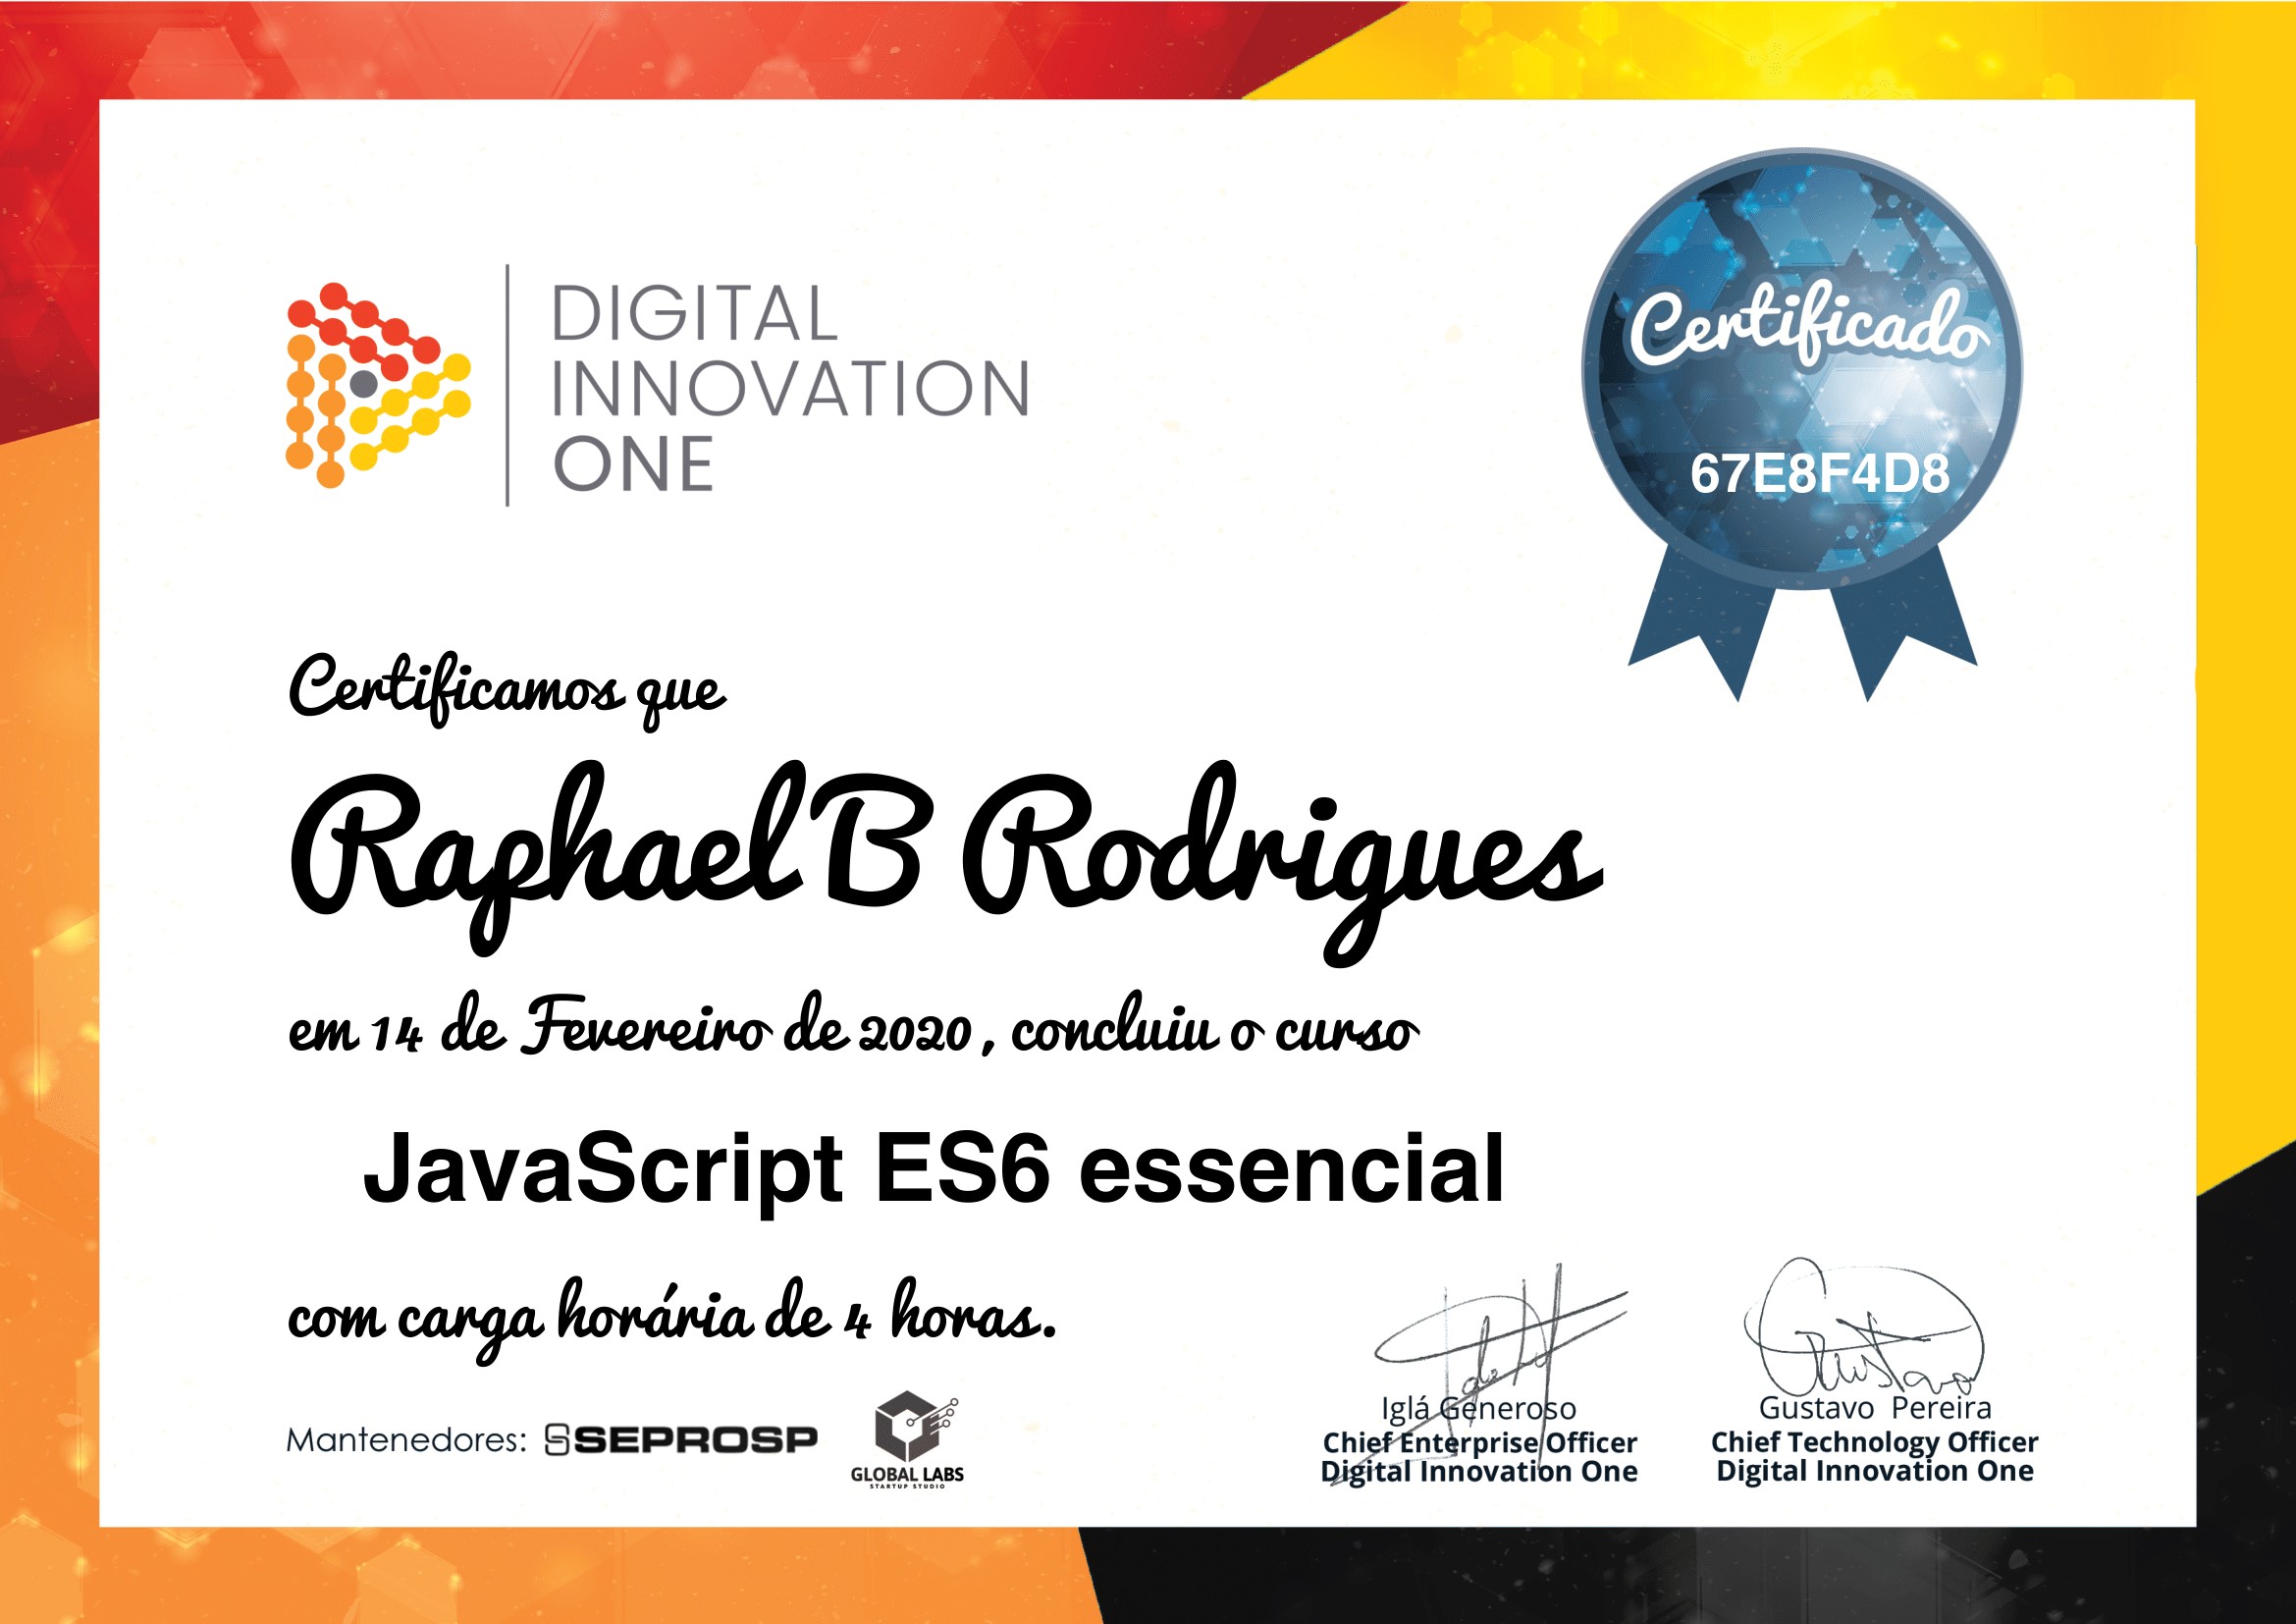 DIGITAL
INNOVATION
ONE
Certificado
67E8F4D8
Certificamos que
Raphael B Rodrigues
em 14 de Fevereiro de 2020 , concluiu o curso
JavaScript ES6 essencial
com carga horária de 4 horas.
Mantenedores: SEPROSP
GLOBAL LABS
STARTUP STUDIO
Iglá Generoso
Chief Enterprise Officer
Digital Innovation One
Gustavo Pereira
Chief Technology Officer
Digital Innovation One